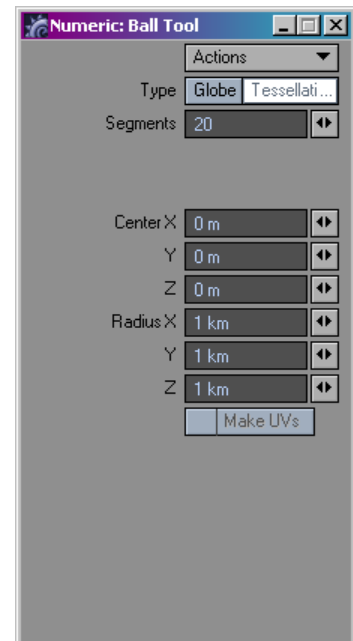 Numeric: Ball Tool
Actions
Type Globe Tessellati...
Segments 20
Center X 0 m
Y 0 m
Z 0 m
Radius X 1 km
Y 1 km
Z 1 km
Make UVs